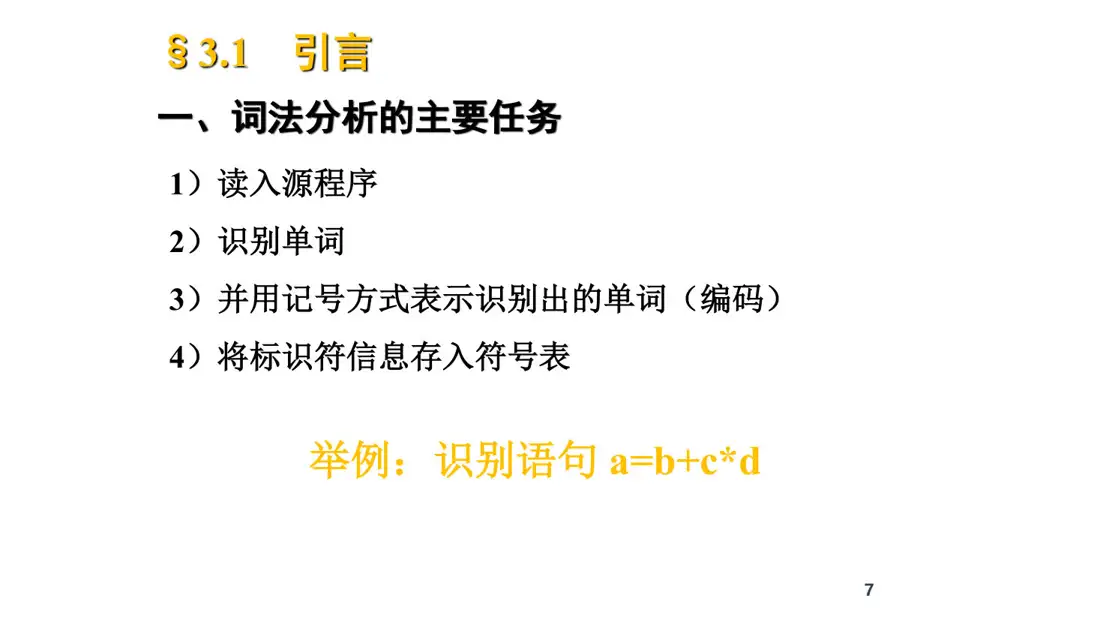 §3.1 引言
一、词法分析的主要任务
1）读入源程序
2）识别单词
3）并用记号方式表示识别出的单词（编码）
4）将标识符信息存入符号表
举例：识别语句 a=b+c*d
7